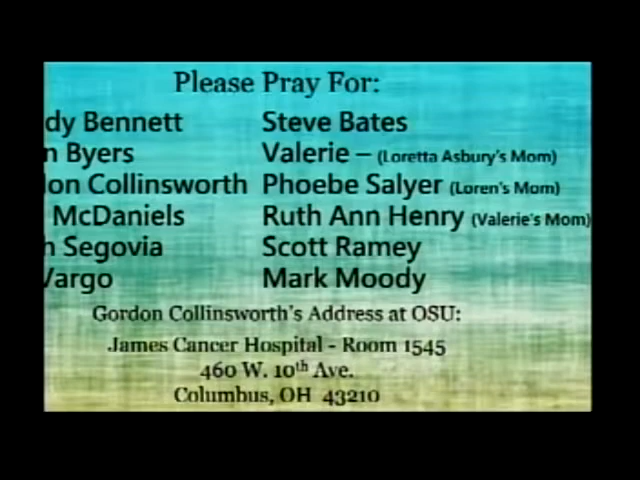 Please Pray For:
dy Bennett Steve Bates
n Byers Valerie – (Loretta Asbury's Mom)
don Collinsworth Phoebe Salyer (Loren's Mom)
McDaniels Ruth Ann Henry (Valerie's Mom)
h Segovia Scott Ramey
Vargo Mark Moody
Gordon Collinsworth's Address at OSU:
James Cancer Hospital - Room 1545
460 W. 10th Ave.
Columbus, OH 43210